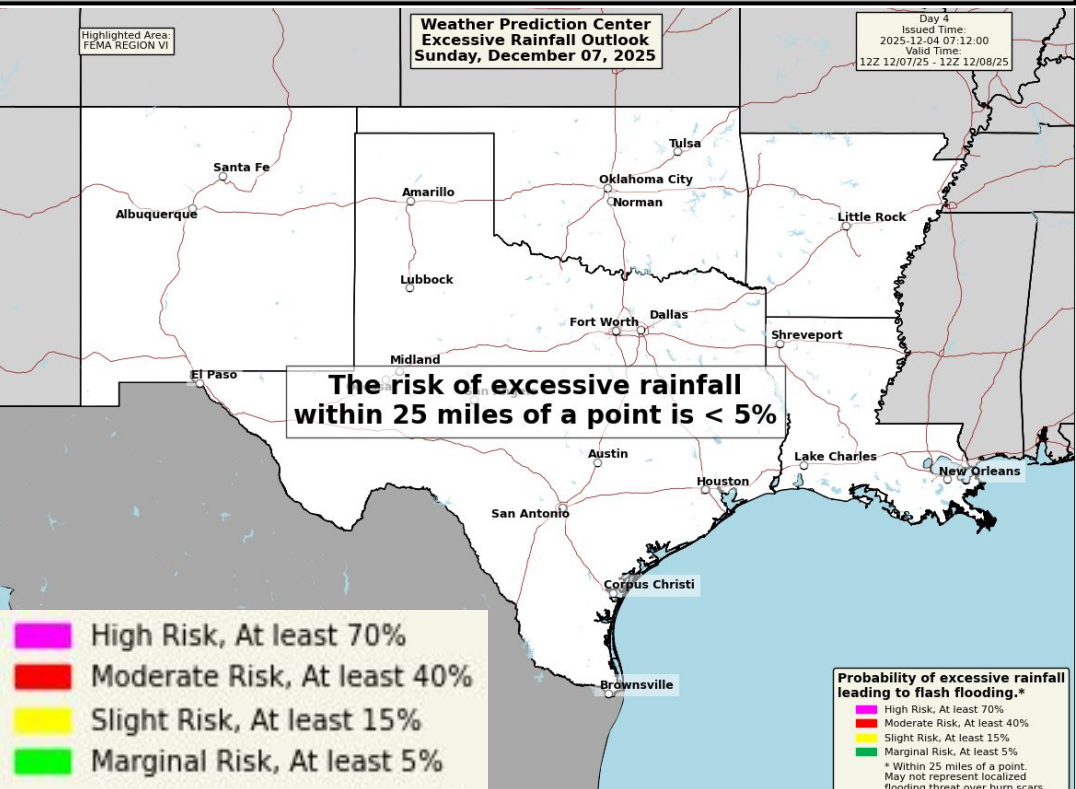 Highlighted Area:
FEMA REGION VI
Weather Prediction Center
Excessive Rainfall Outlook
Sunday, December 07, 2025
Day 4
Issued Time:
2025-12-04 07:12:00
Valid Time:
12Z 12/07/25 - 12Z 12/08/25
Tulsa
Santa Fe
Oklahoma City
Amarillo
Norman
Albuquerque
Little Rock
Lubbock
Dallas
Fort Worth
Shreveport
Midland
El Paso
The risk of excessive rainfall
within 25 miles of a point is < 5%
Austin
Lake Charles
New Orleans
Houston
San Antonio
Corpus Christi
Brownsville
High Risk, At least 70%
Moderate Risk, At least 40%
Slight Risk, At least 15%
Marginal Risk, At least 5%
Probability of excessive rainfall
leading to flash flooding.*
High Risk, At least 70%
Moderate Risk, At least 40%
Slight Risk, At least 15%
Marginal Risk, At least 5%
* Within 25 miles of a point.
May not represent localized
flooding threat over burn scars